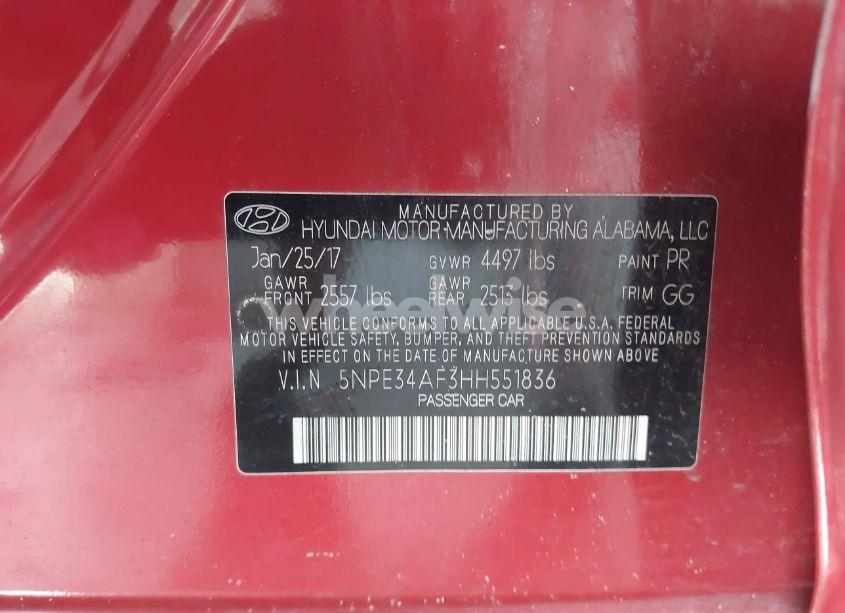 MANUFACTURED BY
HYUNDAI MOTOR MANUFACTURING ALABAMA, LLC
Jan/25/17 GVWR 4497 lbs PAINT PR
GAWR FRONT 2557 lbs GAWR REAR 2513 lbs TRIM GG
wheelwise
THIS VEHICLE CONFORMS TO ALL APPLICABLE U.S.A. FEDERAL
MOTOR VEHICLE SAFETY, BUMPER, AND THEFT PREVENTION STANDARDS
IN EFFECT ON THE DATE OF MANUFACTURE SHOWN ABOVE
V.I.N 5NPE34AF3HH551836
PASSENGER CAR